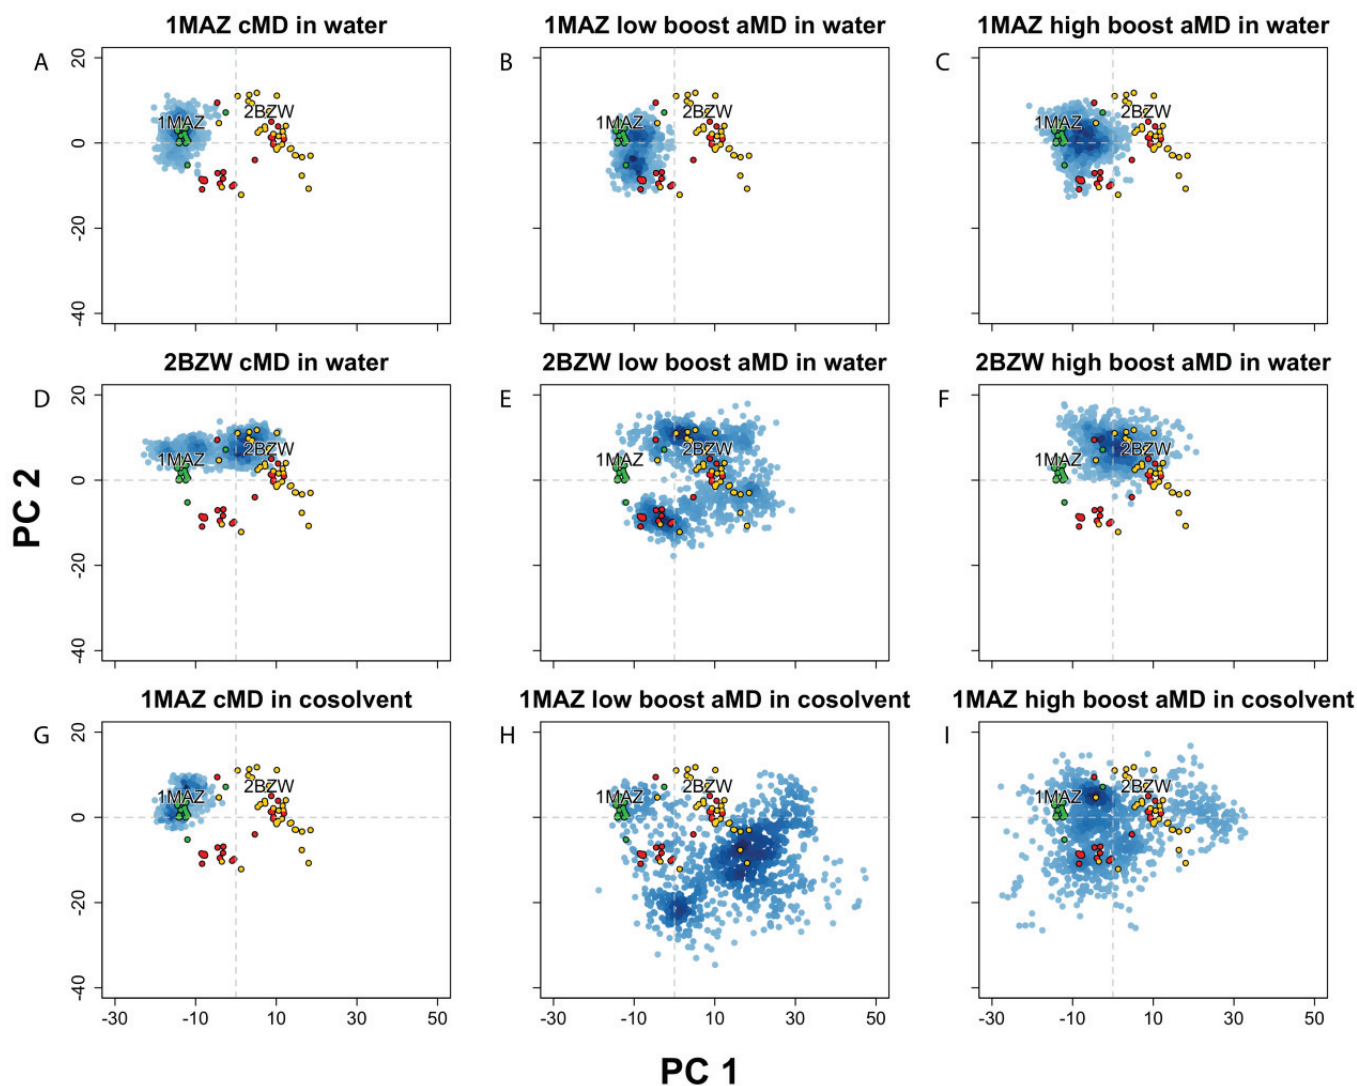 1MAZ cMD in water
1MAZ low boost aMD in water
1MAZ high boost aMD in water
A
B
C
20
0
-20
-40
1MAZ
2BZW
1MAZ
2BZW
1MAZ
2BZW
2BZW cMD in water
2BZW low boost aMD in water
2BZW high boost aMD in water
D
E
F
20
0
-20
-40
1MAZ
2BZW
1MAZ
2BZW
1MAZ
2BZW
PC 2
1MAZ cMD in cosolvent
1MAZ low boost aMD in cosolvent
1MAZ high boost aMD in cosolvent
G
H
I
20
0
-20
-40
1MAZ
2BZW
1MAZ
2BZW
1MAZ
2BZW
-30 -10 10 30 50
-30 -10 10 30 50
-30 -10 10 30 50
PC 1